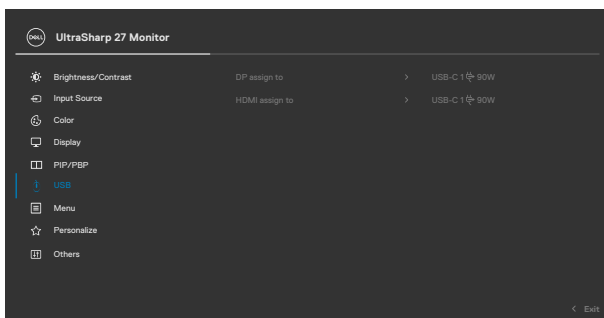 DELL UltraSharp 27 Monitor
Brightness/Contrast
DP assign to > USB-C 1 90W
Input Source
HDMI assign to > USB-C 1 90W
Color
Display
PIP/PBP
USB
Menu
Personalize
Others
< Exit